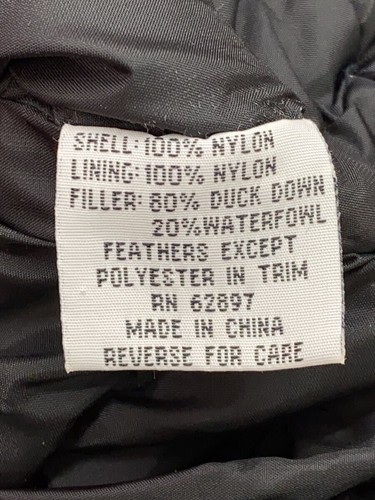 SHELL: 100% NYLON
LINING: 100% NYLON
FILLER: 80% DUCK DOWN
20% WATERFOWL
FEATHERS EXCEPT
POLYESTER IN TRIM
RN 62897
MADE IN CHINA
REVERSE FOR CARE